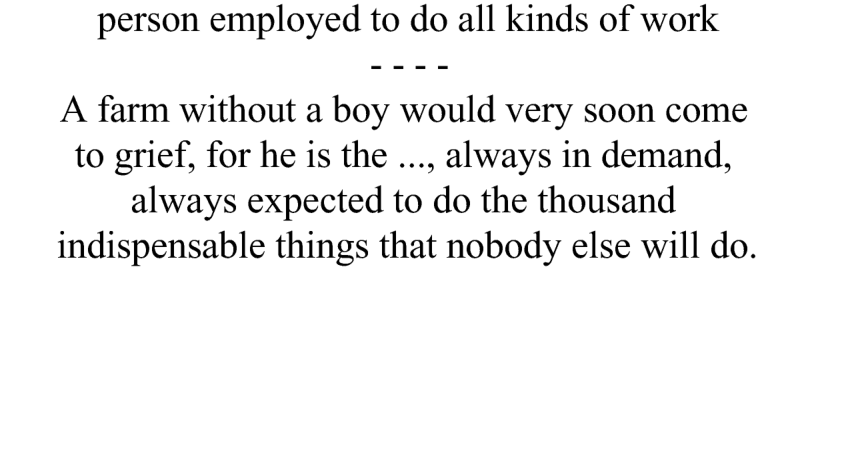 person employed to do all kinds of work
- - - -
A farm without a boy would very soon come
to grief, for he is the ..., always in demand,
always expected to do the thousand
indispensable things that nobody else will do.